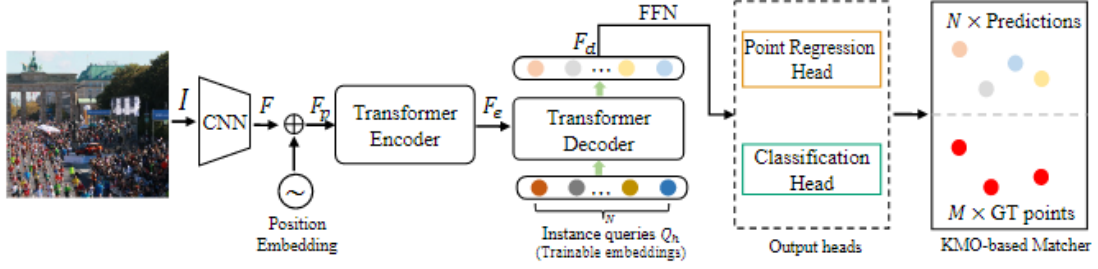 FFN
N × Predictions
F_d
Point Regression
Head
I
CNN
F
F_p
Transformer
Encoder
F_e
Transformer
Decoder
Classification
Head
N
M × GT points
Position
Embedding
Instance queries Q_h
(Trainable embeddings)
Output heads
KMO-based Matcher